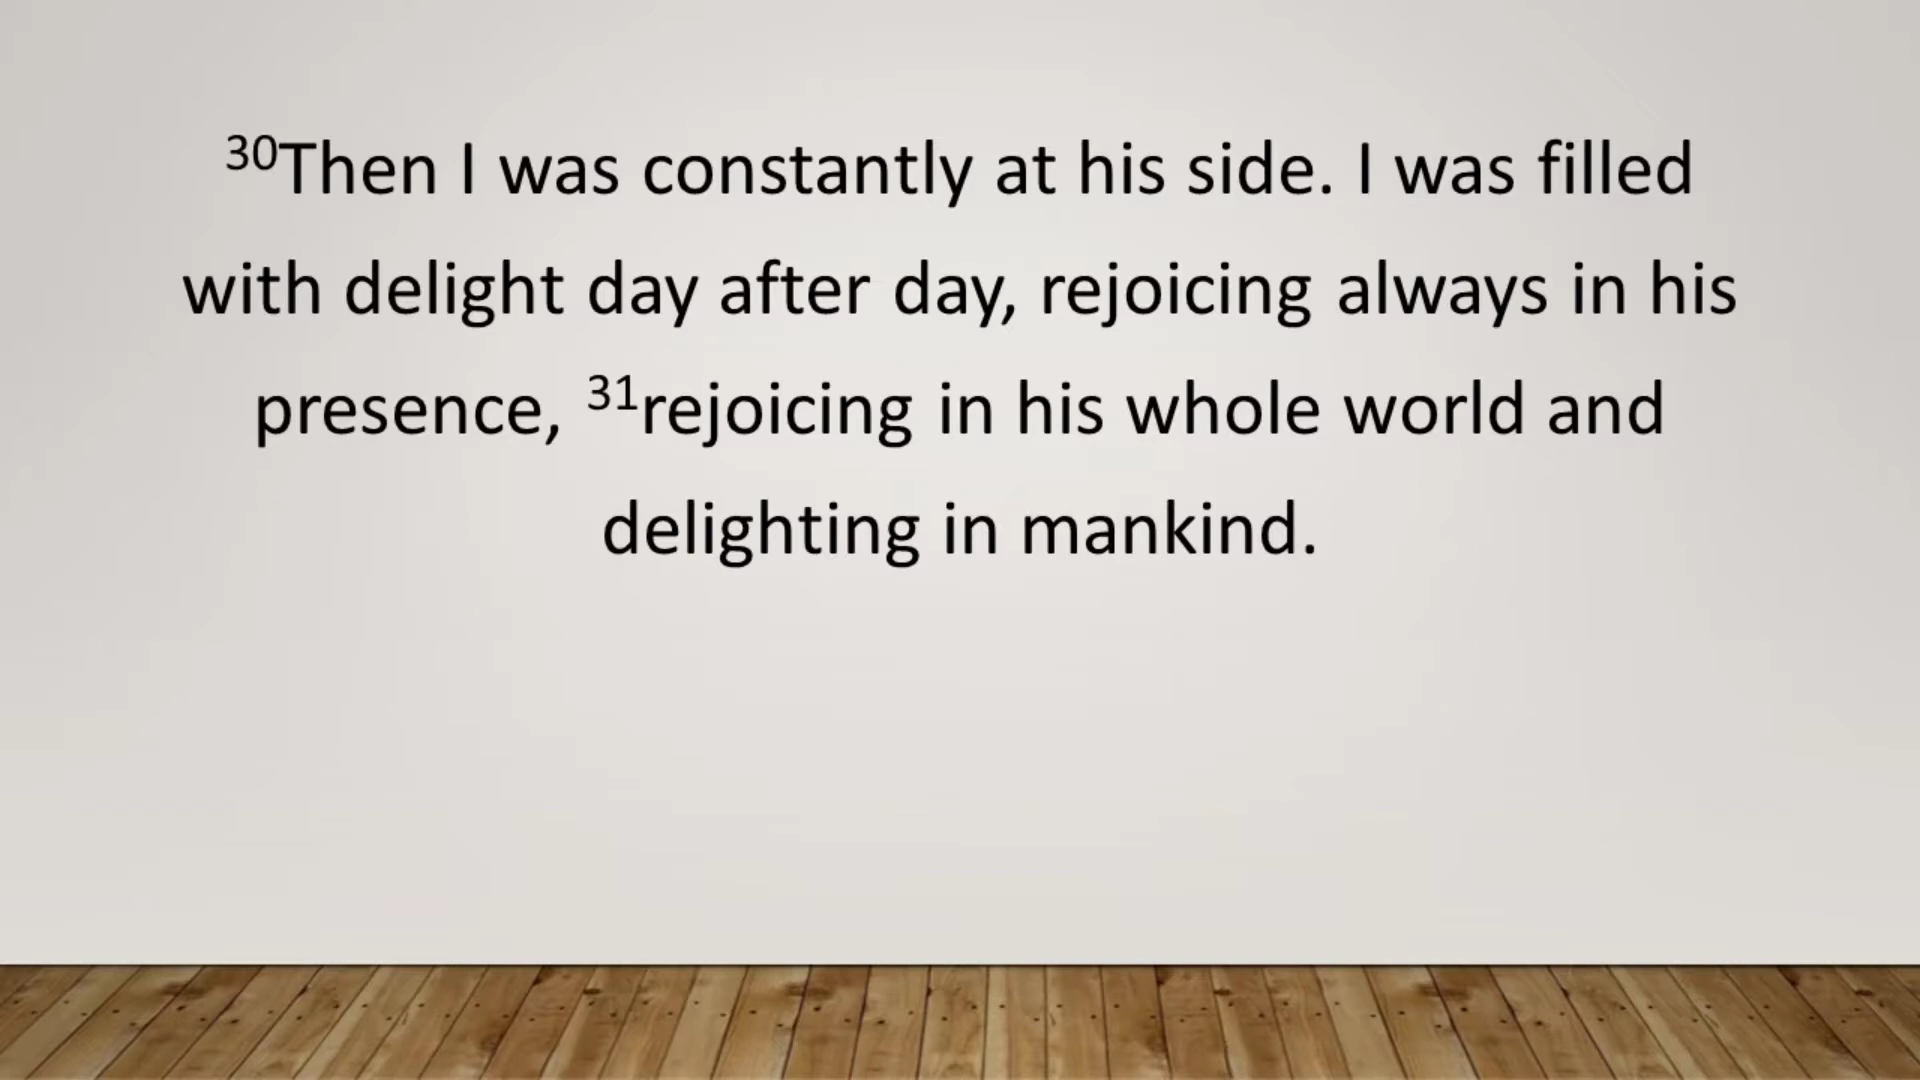 30Then I was constantly at his side. I was filled
with delight day after day, rejoicing always in his
presence, 31rejoicing in his whole world and
delighting in mankind.